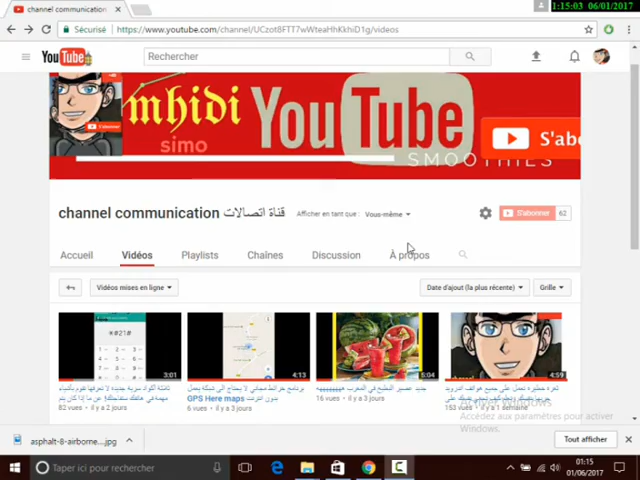 1:15:03 06/01/2017
channel communication
Sécurisé https://www.youtube.com/channel/UCzot8FTT7wWteaHhKkhiD1g/videos
YouTube Rechercher
mhidi YouTube S'abo
simo SMOOTHIES
channel communication قناة اتصالات Afficher en tant que : Vous-même S'abonner 62
Accueil Vidéos Playlists Chaînes Discussion À propos
Vidéos mises en ligne Date d'ajout (la plus récente) Grille
*#21#
3:01 4:13 5:04 4:59
GPS Here maps
82 vues • il y a 2 jours 6 vues • il y a 3 jours 16 vues • il y a 3 jours 153 vues • il y a 1 semaine
Activer Windows
Accédez aux paramètres pour activer
Windows.
asphalt-8-airborne....jpg Tout afficher
Taper ici pour rechercher
01:15
01/06/2017